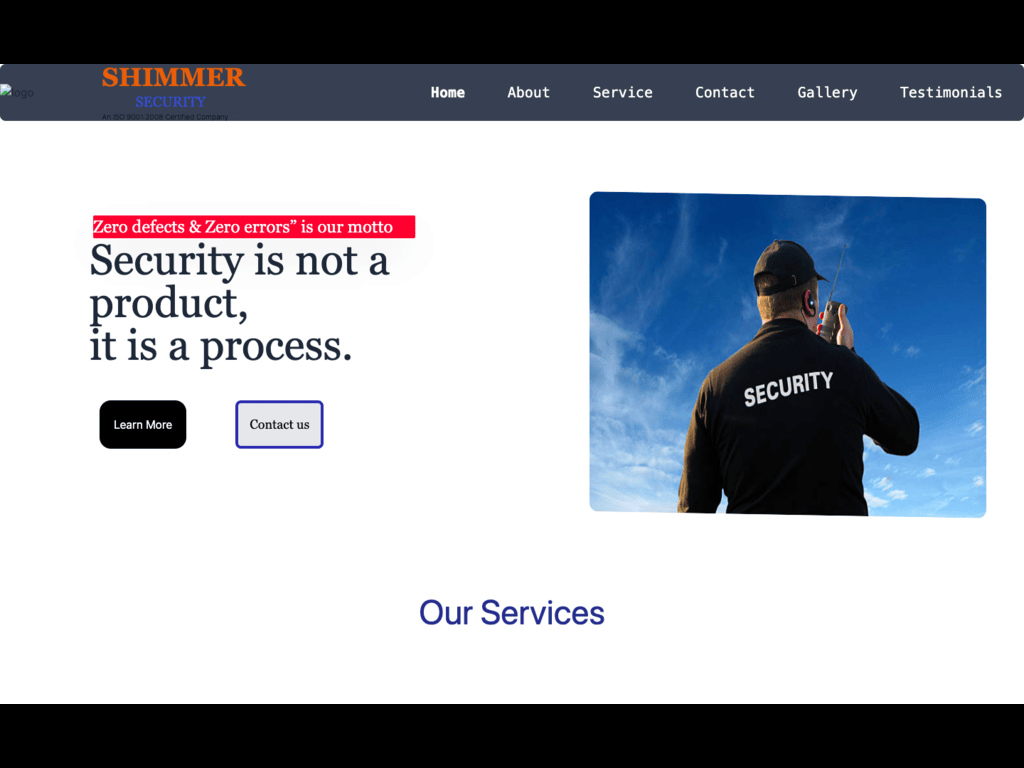 logo
SHIMMER
SECURITY
An ISO 9001:2008 Certified Company
Home About Service Contact Gallery Testimonials
Zero defects & Zero errors” is our motto
Security is not a
product,
it is a process.
Learn More Contact us
SECURITY
Our Services